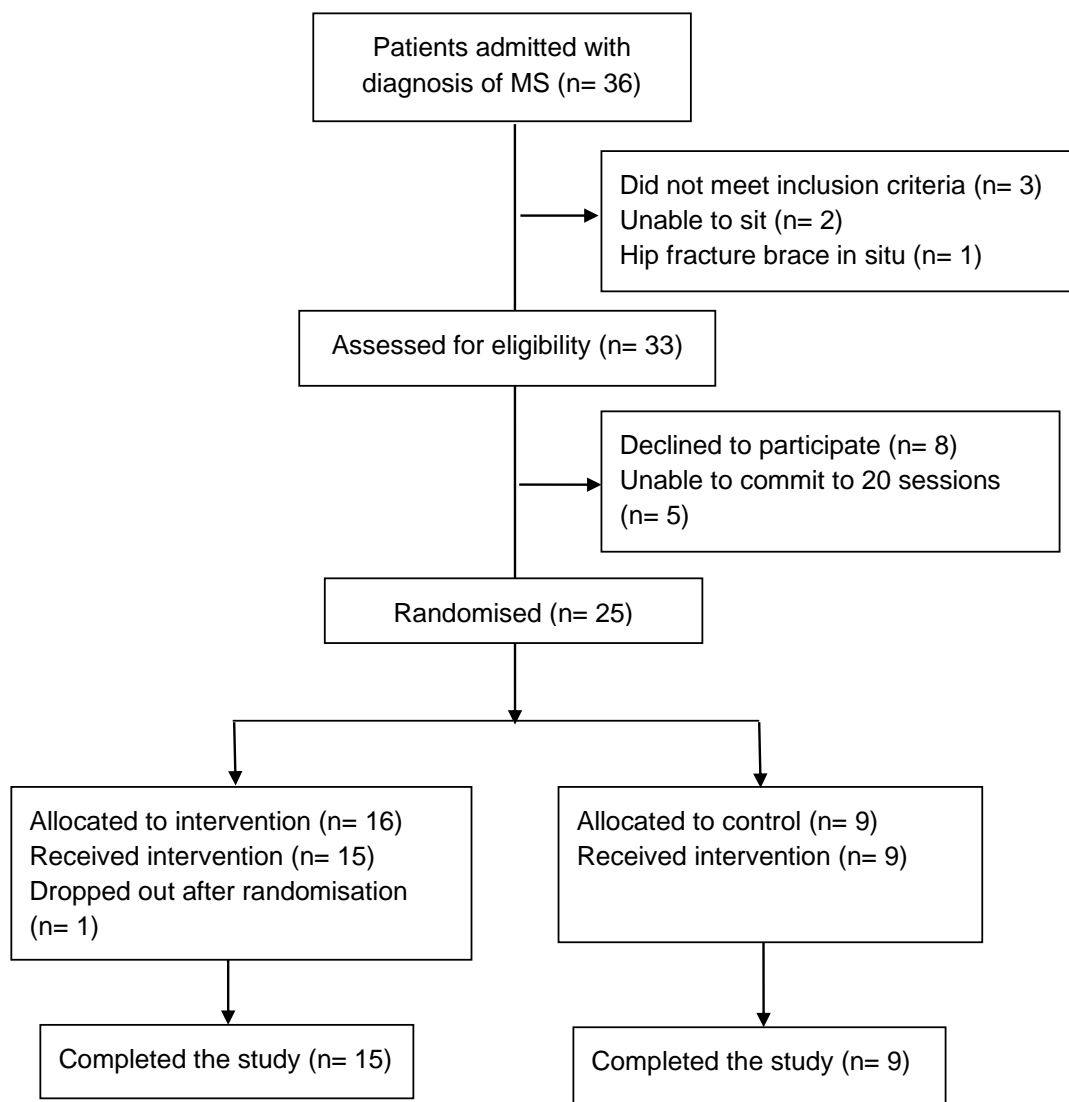 Patients admitted with
diagnosis of MS (n= 36)
Did not meet inclusion criteria (n= 3)
Unable to sit (n= 2)
Hip fracture brace in situ (n= 1)
Assessed for eligibility (n= 33)
Declined to participate (n= 8)
Unable to commit to 20 sessions
(n= 5)
Randomised (n= 25)
Allocated to intervention (n= 16)
Received intervention (n= 15)
Dropped out after randomisation
(n= 1)
Allocated to control (n= 9)
Received intervention (n= 9)
Completed the study (n= 15)
Completed the study (n= 9)